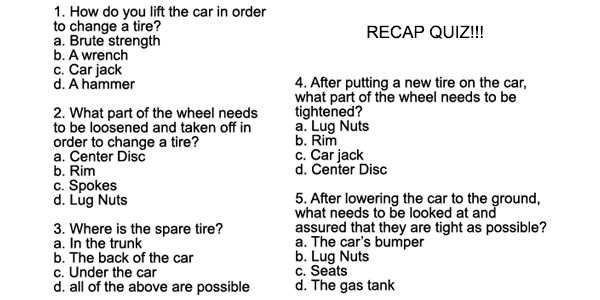 1. How do you lift the car in order
to change a tire?
a. Brute strength
b. A wrench
c. Car jack
d. A hammer
2. What part of the wheel needs
to be loosened and taken off in
order to change a tire?
a. Center Disc
b. Rim
c. Spokes
d. Lug Nuts
3. Where is the spare tire?
a. In the trunk
b. The back of the car
c. Under the car
d. all of the above are possible
RECAP QUIZ!!!
4. After putting a new tire on the car,
what part of the wheel needs to be
tightened?
a. Lug Nuts
b. Rim
c. Car jack
d. Center Disc
5. After lowering the car to the ground,
what needs to be looked at and
assured that they are tight as possible?
a. The car's bumper
b. Lug Nuts
c. Seats
d. The gas tank